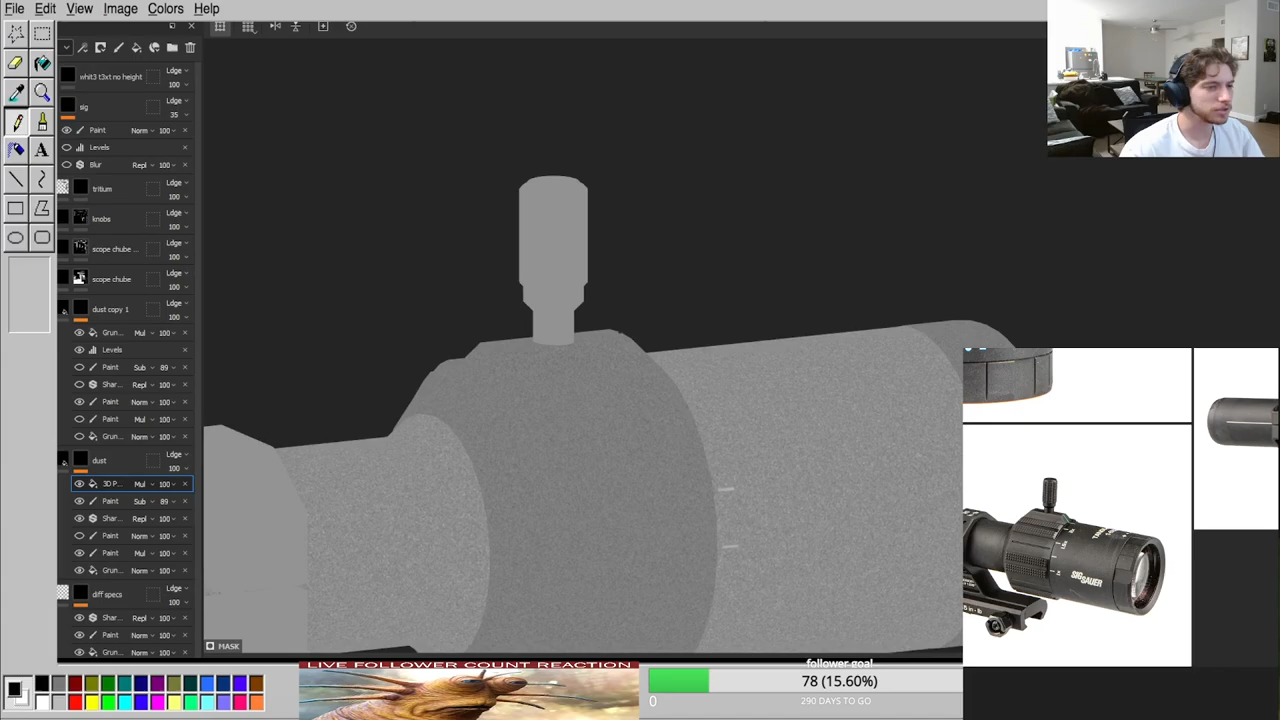 File Edit View Image Colors Help
whit3 t3xt no height Ldge 100
sig Ldge 35
Paint Norm 100
Levels
Blur Repl 100
tritium Ldge 100
knobs Ldge 100
scope chube ... Ldge 100
scope chube Ldge 100
dust copy 1 Ldge 100
Grun... Mul 100
Levels
Paint Sub 89
Shar... Repl 100
Paint Norm 100
Paint Mul 100
Grun... Norm 100
dust Ldge 100
3D P... Mul 100
Paint Sub 89
Shar... Repl 100
Paint Norm 100
Paint Mul 100
Grun... Norm 100
diff specs Ldge 100
Shar... Repl 100
Paint Norm 100
Grun... Norm 100
MASK
SIG SAUER
LIVE FOLLOWER COUNT REACTION
follower goal
78 (15.60%)
0
290 DAYS TO GO